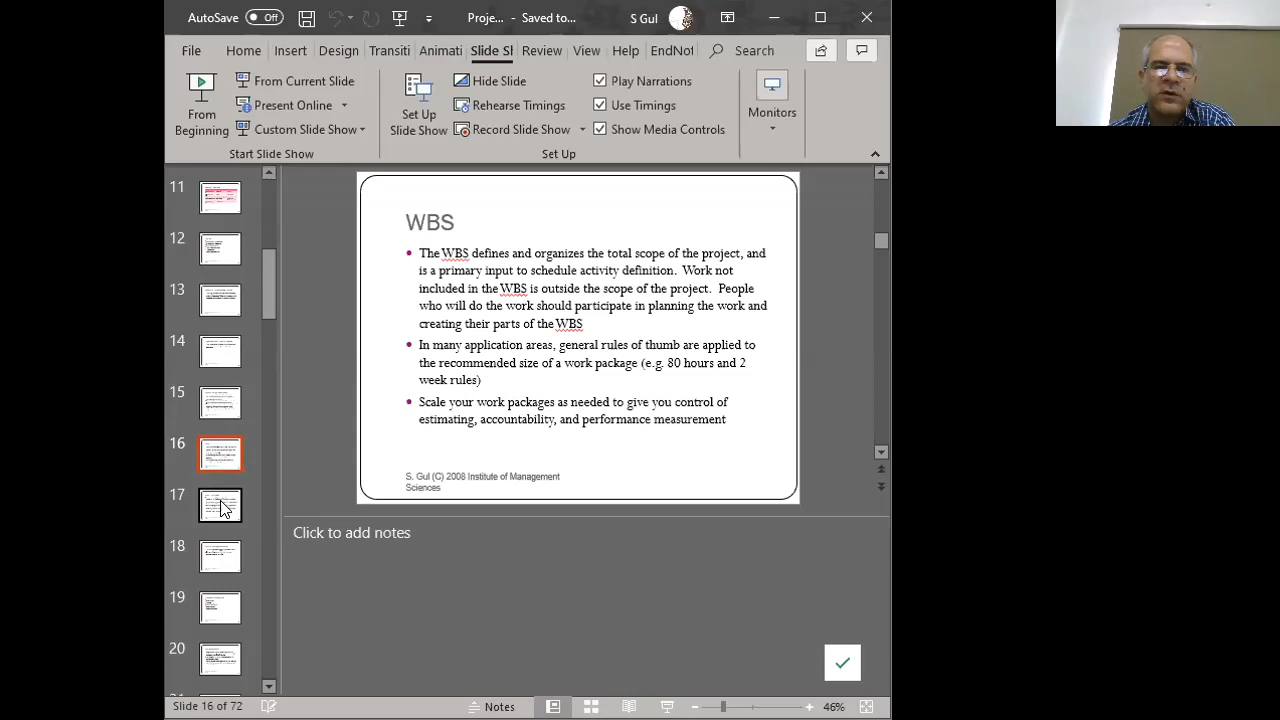 AutoSave Off Proje... - Saved to... S Gul
File Home Insert Design Transiti Animati Slide Sl Review View Help EndNot Search
From Beginning
From Current Slide
Present Online
Custom Slide Show
Start Slide Show
Set Up Slide Show
Hide Slide
Rehearse Timings
Record Slide Show
Play Narrations
Use Timings
Show Media Controls
Set Up
Monitors
11
12
13
14
15
16
17
18
19
20
WBS
The WBS defines and organizes the total scope of the project, and
is a primary input to schedule activity definition. Work not
included in the WBS is outside the scope of the project. People
who will do the work should participate in planning the work and
creating their parts of the WBS
In many application areas, general rules of thumb are applied to
the recommended size of a work package (e.g. 80 hours and 2
week rules)
Scale your work packages as needed to give you control of
estimating, accountability, and performance measurement
S. Gul (C) 2008 Institute of Management
Sciences
Click to add notes
Slide 16 of 72 Notes 46%